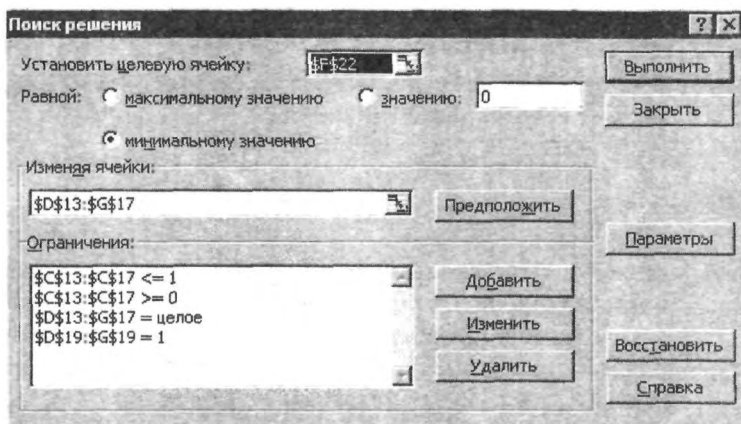 Поиск решения
Установить целевую ячейку: $F$22
Выполнить
Равной: максимальному значению значению: 0
Закрыть
минимальному значению
Изменяя ячейки:
$D$13:$G$17
Предположить
Параметры
Ограничения:
$C$13:$C$17 <= 1
$C$13:$C$17 >= 0
$D$13:$G$17 = целое
$D$19:$G$19 = 1
Добавить
Изменить
Удалить
Восстановить
Справка